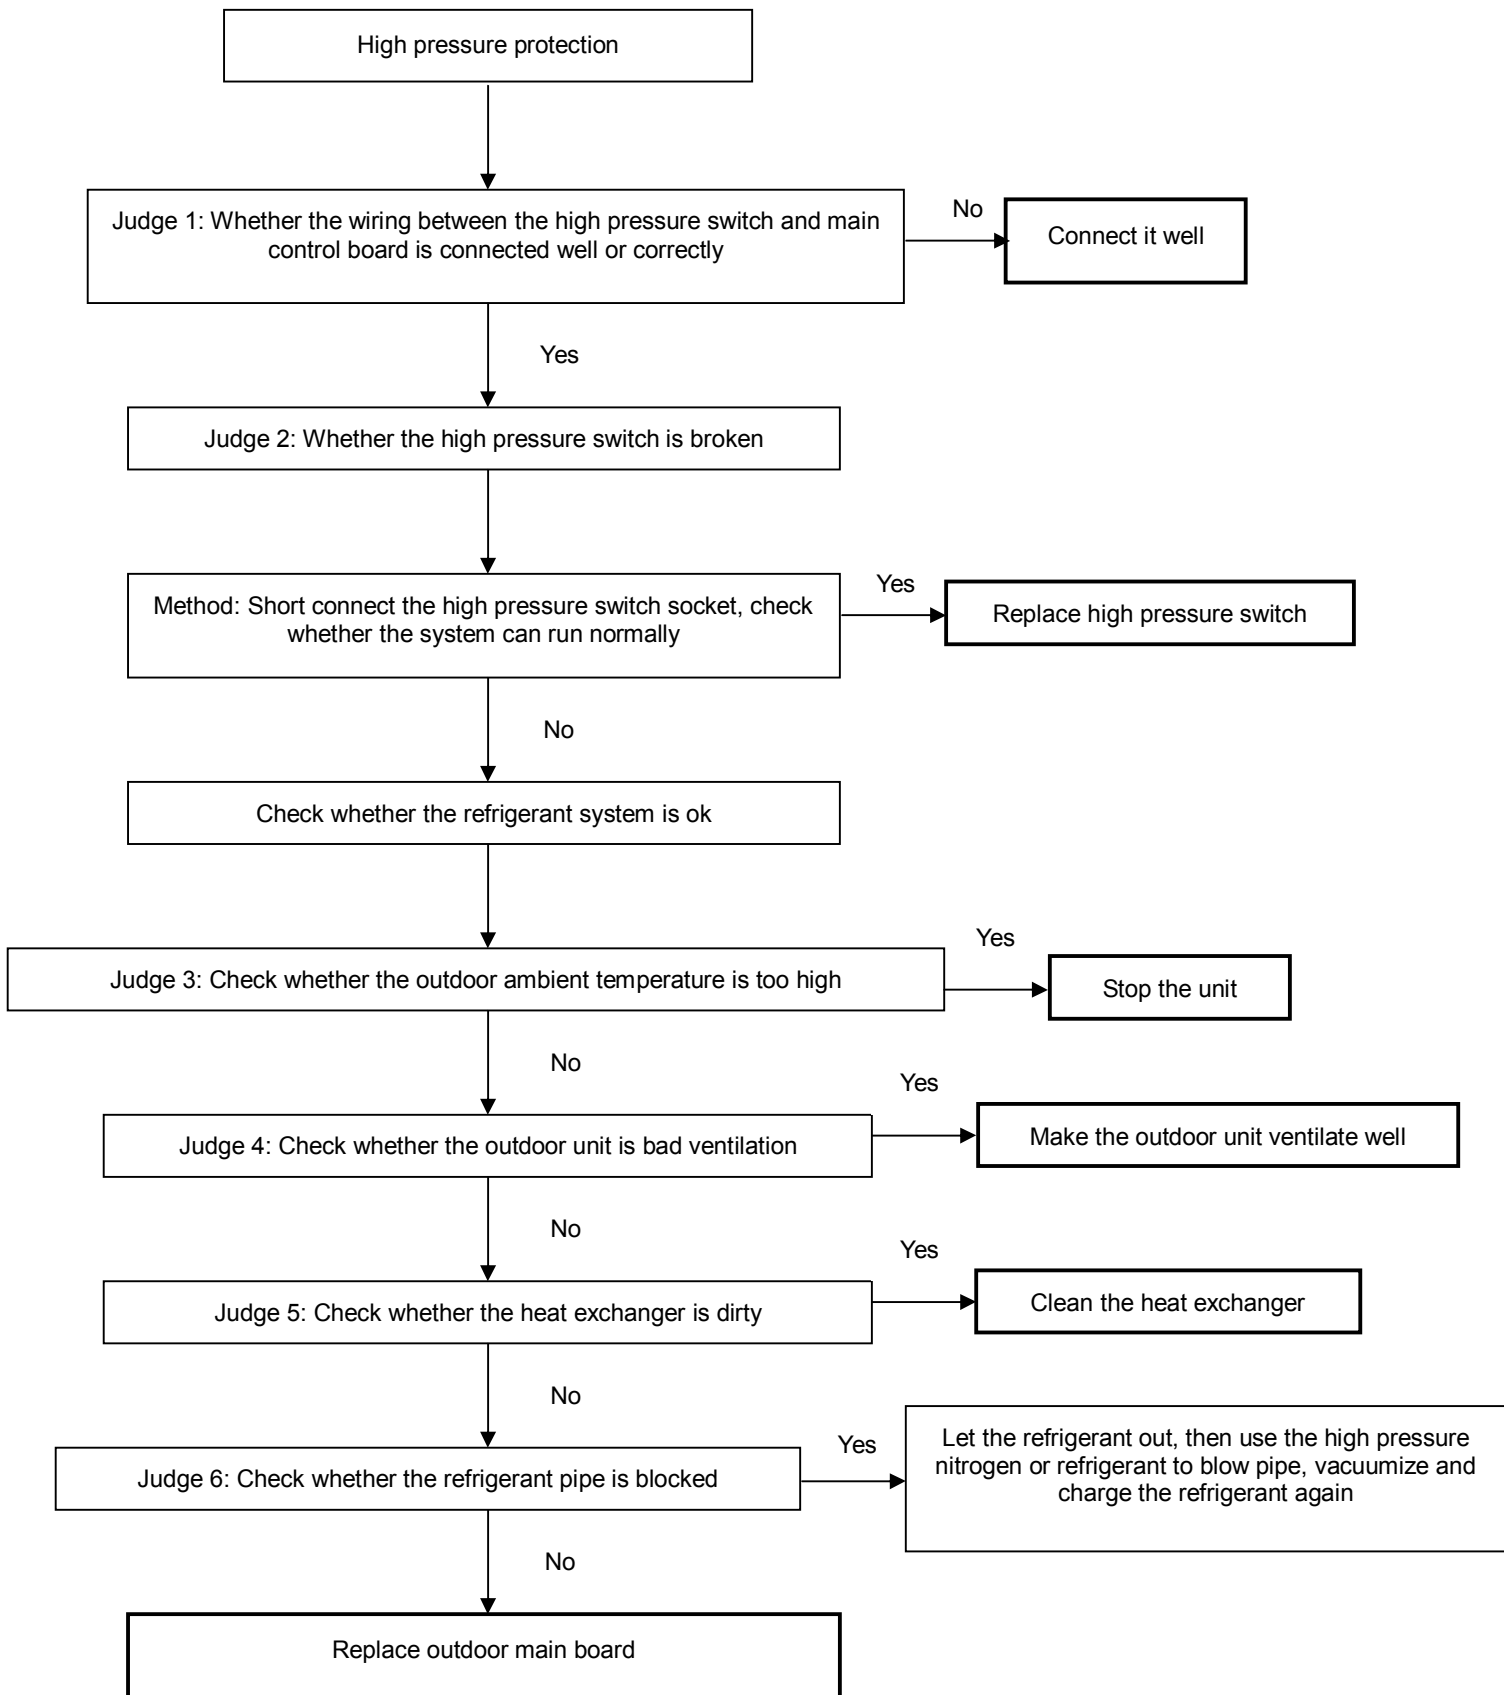 High pressure protection
Judge 1: Whether the wiring between the high pressure switch and main
control board is connected well or correctly
No
Connect it well
Yes
Judge 2: Whether the high pressure switch is broken
Method: Short connect the high pressure switch socket, check
whether the system can run normally
Yes
Replace high pressure switch
No
Check whether the refrigerant system is ok
Judge 3: Check whether the outdoor ambient temperature is too high
Yes
Stop the unit
No
Judge 4: Check whether the outdoor unit is bad ventilation
Yes
Make the outdoor unit ventilate well
No
Judge 5: Check whether the heat exchanger is dirty
Yes
Clean the heat exchanger
No
Judge 6: Check whether the refrigerant pipe is blocked
Yes
Let the refrigerant out, then use the high pressure
nitrogen or refrigerant to blow pipe, vacuumize and
charge the refrigerant again
No
Replace outdoor main board